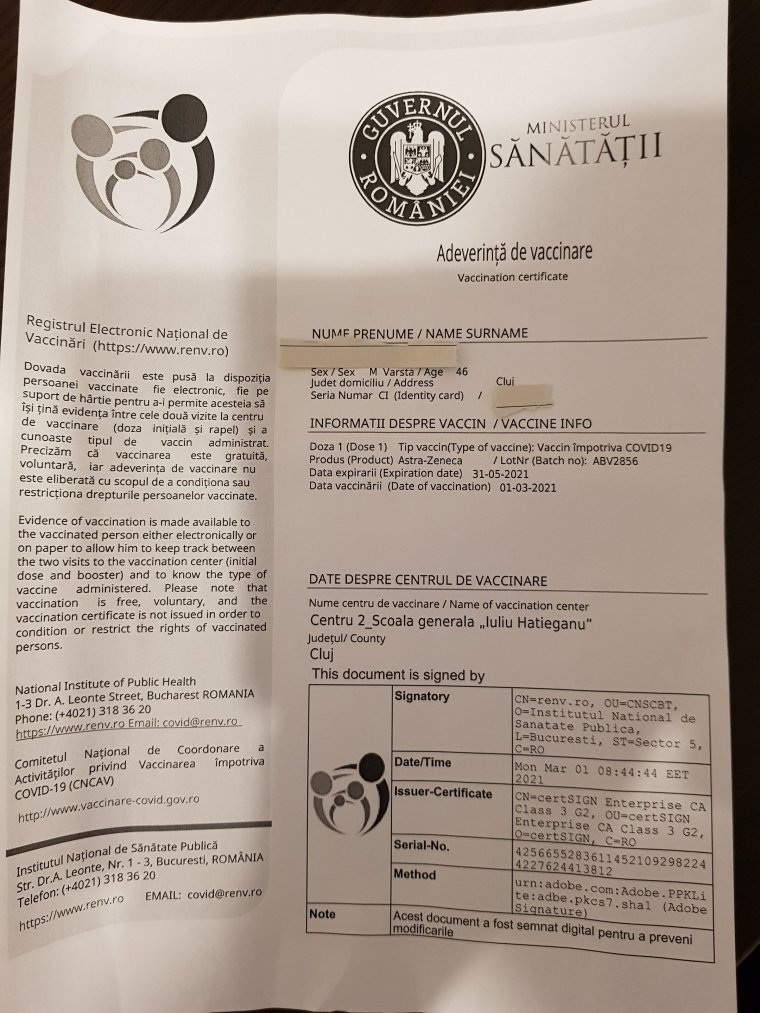 Registrul Electronic Național de
Vaccinări (https://www.renv.ro)
Dovada vaccinării este pusă la dispoziția
persoanei vaccinate fie electronic, fie pe
suport de hârtie pentru a-i permite acesteia să
își țină evidența între cele două vizite la centru
de vaccinare (doza inițială și rapel) și a
cunoaste tipul de vaccin administrat.
Precizăm că vaccinarea este gratuită,
voluntară, iar adeverința de vaccinare nu
este eliberată cu scopul de a condiționa sau
restricționa drepturile persoanelor vaccinate.
Evidence of vaccination is made available to
the vaccinated person either electronically or
on paper to allow him to keep track between
the two visits to the vaccination center (initial
dose and booster) and to know the type of
vaccine administered. Please note that
vaccination is free, voluntary, and the
vaccination certificate is not issued in order to
condition or restrict the rights of vaccinated
persons.
National Institute of Public Health
1-3 Dr. A. Leonte Street, Bucharest ROMANIA
Phone: (+4021) 318 36 20
https://www.renv.ro Email: covid@renv.ro
Comitetul Național de Coordonare a
Activităților privind Vaccinarea împotriva
COVID-19 (CNCAV)
http://www.vaccinare-covid.gov.ro
Institutul Național de Sănătate Publică
Str. Dr.A. Leonte, Nr. 1 - 3, Bucuresti, ROMÂNIA
Telefon: (+4021) 318 36 20
https://www.renv.ro EMAIL: covid@renv.ro
GUVERNUL ROMÂNIEI
MINISTERUL
SĂNĂTĂȚII
Adeverință de vaccinare
Vaccination certificate
NUME PRENUME / NAME SURNAME
Sex / Sex M Varsta / Age 46
Judet domiciliu / Address Cluj
Seria Numar CI (Identity card) /
INFORMATII DESPRE VACCIN / VACCINE INFO
Doza 1 (Dose 1) Tip vaccin(Type of vaccine): Vaccin împotriva COVID19
Produs (Product) Astra-Zeneca / LotNr (Batch no): ABV2856
Data expirarii (Expiration date) 31-05-2021
Data vaccinării (Date of vaccination) 01-03-2021
DATE DESPRE CENTRUL DE VACCINARE
Nume centru de vaccinare / Name of vaccination center
Centru 2_Scoala generala „Iuliu Hatieganu”
Județul/ County
Cluj
This document is signed by
Signatory
CN=renv.ro, OU=CNSCBT,
O=Institutul National de
Sanatate Publica,
L=Bucuresti, ST=Sector 5,
C=RO
Date/Time
Mon Mar 01 08:44:44 EET
2021
Issuer-Certificate
CN=certSIGN Enterprise CA
Class 3 G2, OU=certSIGN
Enterprise CA Class 3 G2,
O=certSIGN, C=RO
Serial-No.
4256655283611452109298224
4227624413812
Method
urn:adobe.com:Adobe.PPKLi
te:adbe.pkcs7.sha1 (Adobe
Signature)
Note
Acest document a fost semnat digital pentru a preveni
modificarile